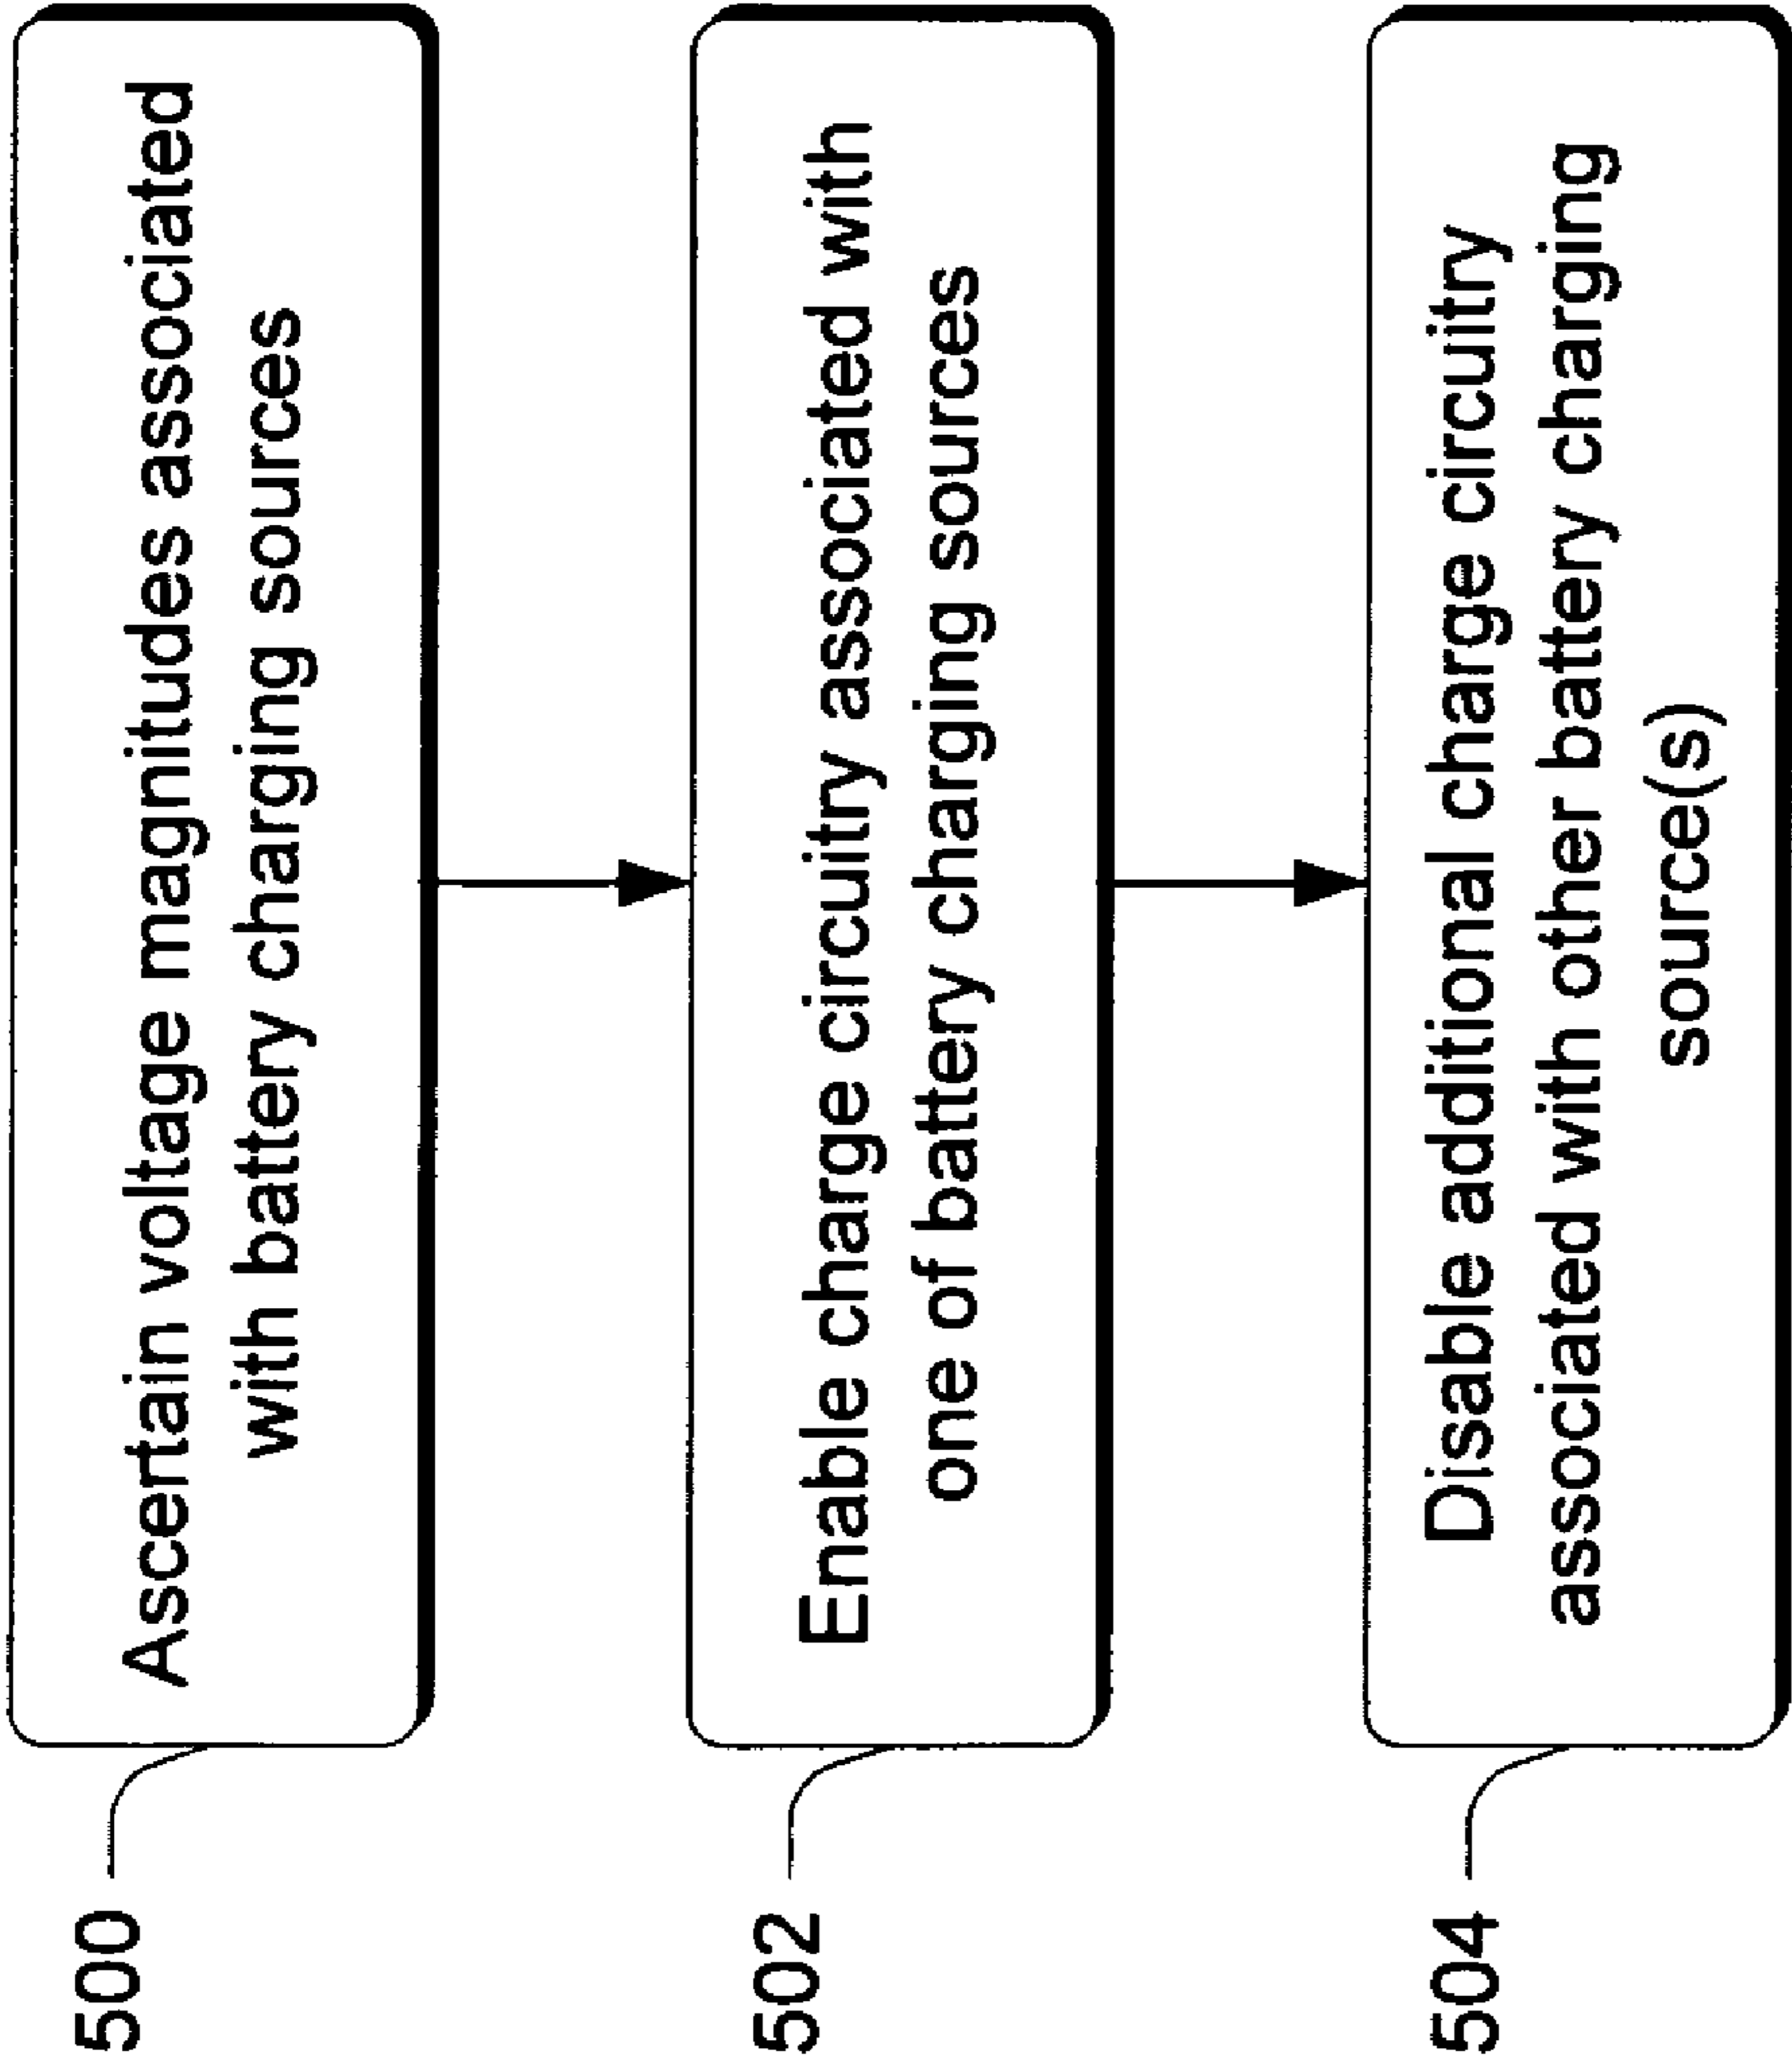 500
Ascertain voltage magnitudes associated
with battery charging sources
502
Enable charge circuitry associated with
one of battery charging sources
504
Disable additional charge circuitry
associated with other battery charging
source(s)